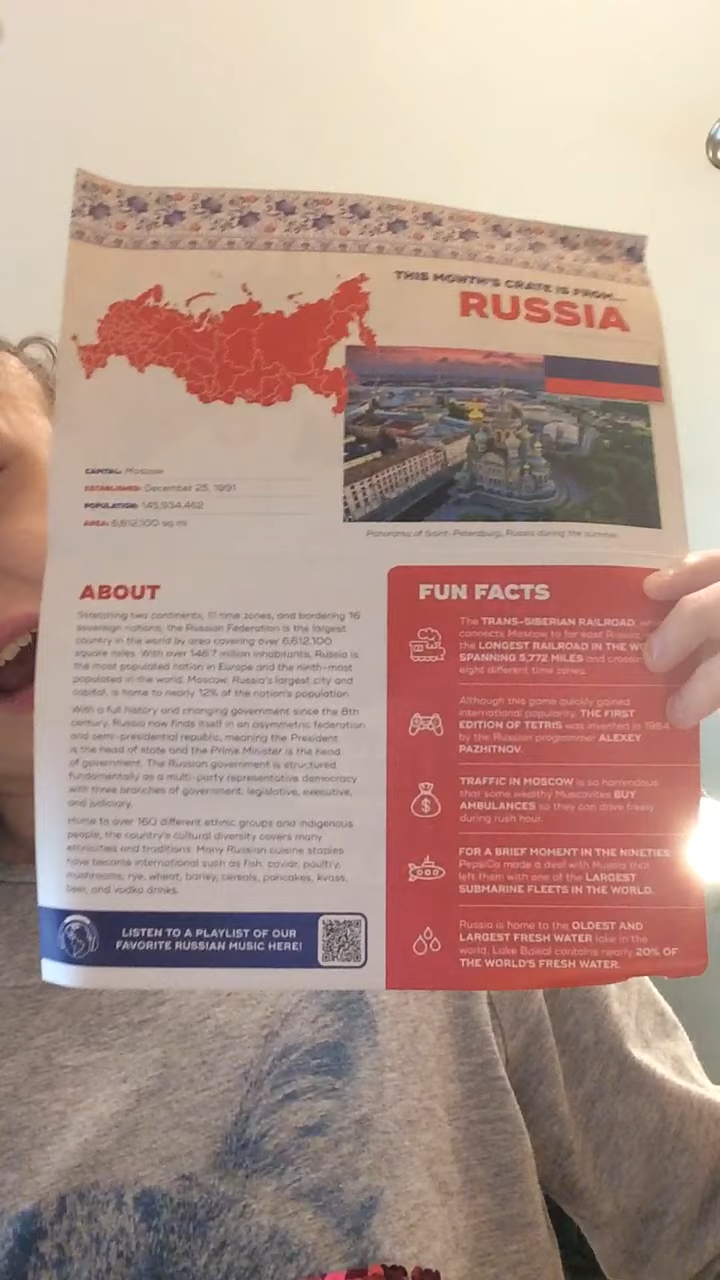 THIS MONTH'S CRATE IS FROM...
RUSSIA
CAPITAL: Moscow
ESTABLISHED: December 25, 1991
POPULATION: 145,934,462
AREA: 6,612,100 sq mi
Panorama of Saint-Petersburg, Russia during the summer
ABOUT
Stretching two continents, 11 time zones, and bordering 16
sovereign nations, the Russian Federation is the largest
country in the world by area covering over 6,612,100
square miles. With over 146.7 million inhabitants, Russia is
the most populated nation in Europe and the ninth-most
populated in the world. Moscow, Russia's largest city and
capital, is home to nearly 12% of the nation's population.
With a full history and changing government since the 8th
century, Russia now finds itself in an asymmetric federation
and semi-presidential republic, meaning the President
is the head of state and the Prime Minister is the head
of government. The Russian government is structured
fundamentally as a multi-party representative democracy
with three branches of government: legislative, executive,
and judiciary.
Home to over 160 different ethnic groups and indigenous
people, the country's cultural diversity covers many
ethnicities and traditions. Many Russian cuisine staples
have become international such as fish, caviar, poultry,
mushrooms, rye, wheat, barley, cereals, pancakes, kvass,
beer, and vodka drinks.
LISTEN TO A PLAYLIST OF OUR
FAVORITE RUSSIAN MUSIC HERE!
FUN FACTS
The TRANS-SIBERIAN RAILROAD,
connects Moscow to far east Russia,
the LONGEST RAILROAD IN THE
SPANNING 5,772 MILES and
eight different time zones.
Although this game quickly gained
international popularity, THE FIRST
EDITION OF TETRIS was invented in 1984
by the Russian programmer ALEXEY
PAZHITNOV.
TRAFFIC IN MOSCOW is so horrendous
that some wealthy Muscovites BUY
AMBULANCES so they can drive freely
during rush hour.
FOR A BRIEF MOMENT IN THE NINETIES,
PepsiCo made a deal with Russia that
left them with one of the LARGEST
SUBMARINE FLEETS IN THE WORLD.
Russia is home to the OLDEST AND
LARGEST FRESH WATER lake in the
world. Lake Baikal contains nearly 20% OF
THE WORLD'S FRESH WATER.